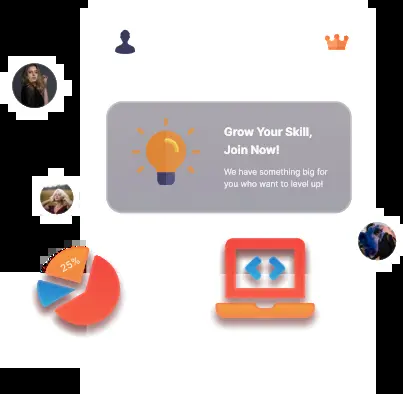 Grow Your Skill,
Join Now!
We have something big for
you who want to level up!
25%